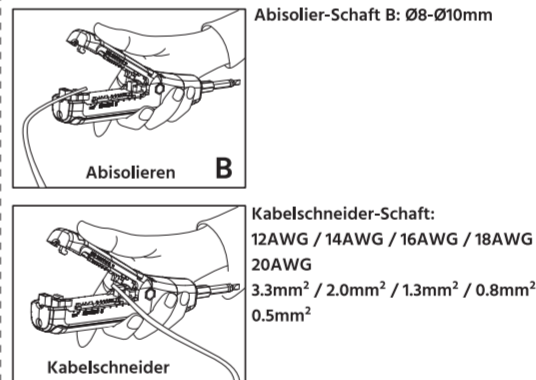 Abisolier-Schaft B: Ø8-Ø10mm
Abisolieren
B
Kabelschneider-Schaft:
12AWG / 14AWG / 16AWG / 18AWG
20AWG
3.3mm² / 2.0mm² / 1.3mm² / 0.8mm²
0.5mm²
Kabelschneider